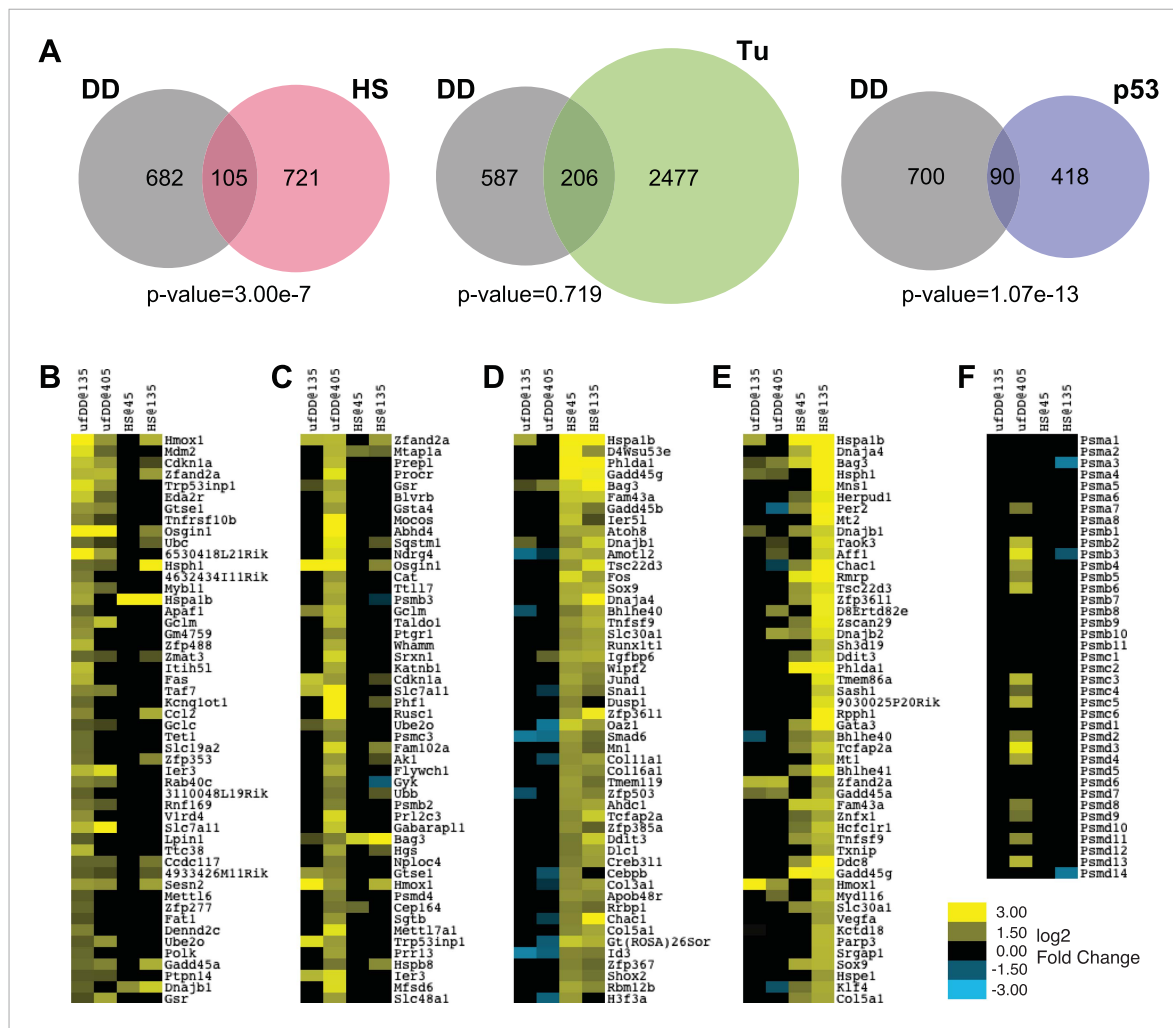 A
DD
HS
682
105
721
p-value=3.00e-7
DD
Tu
587
206
2477
p-value=0.719
DD
p53
700
90
418
p-value=1.07e-13
B
ufDD@135
ufDD@405
HS@45
HS@135
Hmox1
Mdm2
Cdkn1a
Zfand2a
Trp53inp1
Eda2r
Gtse1
Tnfrsf10b
Osgin1
Ubc
6530418L21Rik
Hsph1
4632434I11Rik
Mybl1
Hspa1b
Apaf1
Gclm
Gm4759
Zfp488
Zmat3
Itih5l
Fas
Taf7
Kcnq1ot1
Ccl2
Gclc
Tet1
Slc19a2
Zfp353
Ier3
Rab40c
3110048L19Rik
Rnf169
Vlrd4
Slc7a11
Lpin1
Ttc38
Ccdc117
4933426M11Rik
Sesn2
Mettl6
Zfp277
Fat1
Dennd2c
Ube2o
Polk
Gadd45a
Ptpn14
Dnajb1
Gsr
C
ufDD@135
ufDD@405
HS@45
HS@135
Zfand2a
Mtap1a
Prepl
Procr
Gsr
Blvrb
Gsta4
Mocos
Abhd4
Sqstm1
Ndrg4
Osgin1
Cat
Ttll7
Psmb3
Gclm
Taldo1
Ptgr1
Whamm
Srxn1
Katnb1
Cdkn1a
Slc7a11
Phf1
Rusc1
Ube2o
Psmc3
Fam102a
Ak1
Flywch1
Gyk
Ubb
Psmb2
Prl2c3
Gabarapl1
Bag3
Hgs
Nploc4
Gtse1
Hmox1
Psmd4
Cep164
Sgtb
Mettl7a1
Trp53inp1
Prr13
Hspb8
Ier3
Mfsd6
Slc48a1
D
ufDD@135
ufDD@405
HS@45
HS@135
Hspa1b
D4Wsu53e
Phlda1
Gadd45g
Bag3
Fam43a
Gadd45b
Ier5l
Atoh8
Dnajb1
Amotl2
Tsc22d3
Fos
Sox9
Dnaja4
Bhlhe40
Tnfsf9
Slc30a1
Runx1t1
Igfbp6
Wipf2
Jund
Snai1
Dusp1
Zfp36l1
Oaz1
Smad6
Mn1
Col11a1
Col16a1
Tmem119
Zfp503
Ahdc1
Tcfap2a
Zfp385a
Ddit3
Dlc1
Creb3l1
Cebpb
Col3a1
Apob48r
Rrbp1
Chac1
Col5a1
Gt(ROSA)26Sor
Id3
Zfp367
Shox2
Rbm12b
H3f3a
E
ufDD@135
ufDD@405
HS@45
HS@135
Hspa1b
Dnaja4
Bag3
Hsph1
Mns1
Herpud1
Per2
Mt2
Dnajb1
Taok3
Aff1
Chac1
Rmrp
Tsc22d3
Zfp36l1
D8Ertd82e
Zscan29
Dnajb2
Sh3d19
Ddit3
Phlda1
Tmem86a
Sash1
9030025P20Rik
Rpph1
Gata3
Bhlhe40
Tcfap2a
Mt1
Bhlhe41
Zfand2a
Gadd45a
Fam43a
Znfx1
Hcfc1r1
Tnfsf9
Txnip
Ddc8
Gadd45g
Hmox1
Myd116
Slc30a1
Vegfa
Kctd18
Parp3
Srgap1
Sox9
Hspe1
Klf4
Col5a1
F
ufDD@135
ufDD@405
HS@45
HS@135
Psma1
Psma2
Psma3
Psma4
Psma5
Psma6
Psma7
Psma8
Psmb1
Psmb2
Psmb3
Psmb4
Psmb5
Psmb6
Psmb7
Psmb8
Psmb9
Psmb10
Psmb11
Psmc1
Psmc2
Psmc3
Psmc4
Psmc5
Psmc6
Psmd1
Psmd2
Psmd3
Psmd4
Psmd5
Psmd6
Psmd7
Psmd8
Psmd9
Psmd10
Psmd11
Psmd12
Psmd13
Psmd14
3.00
1.50
0.00
-1.50
-3.00
log2
Fold Change